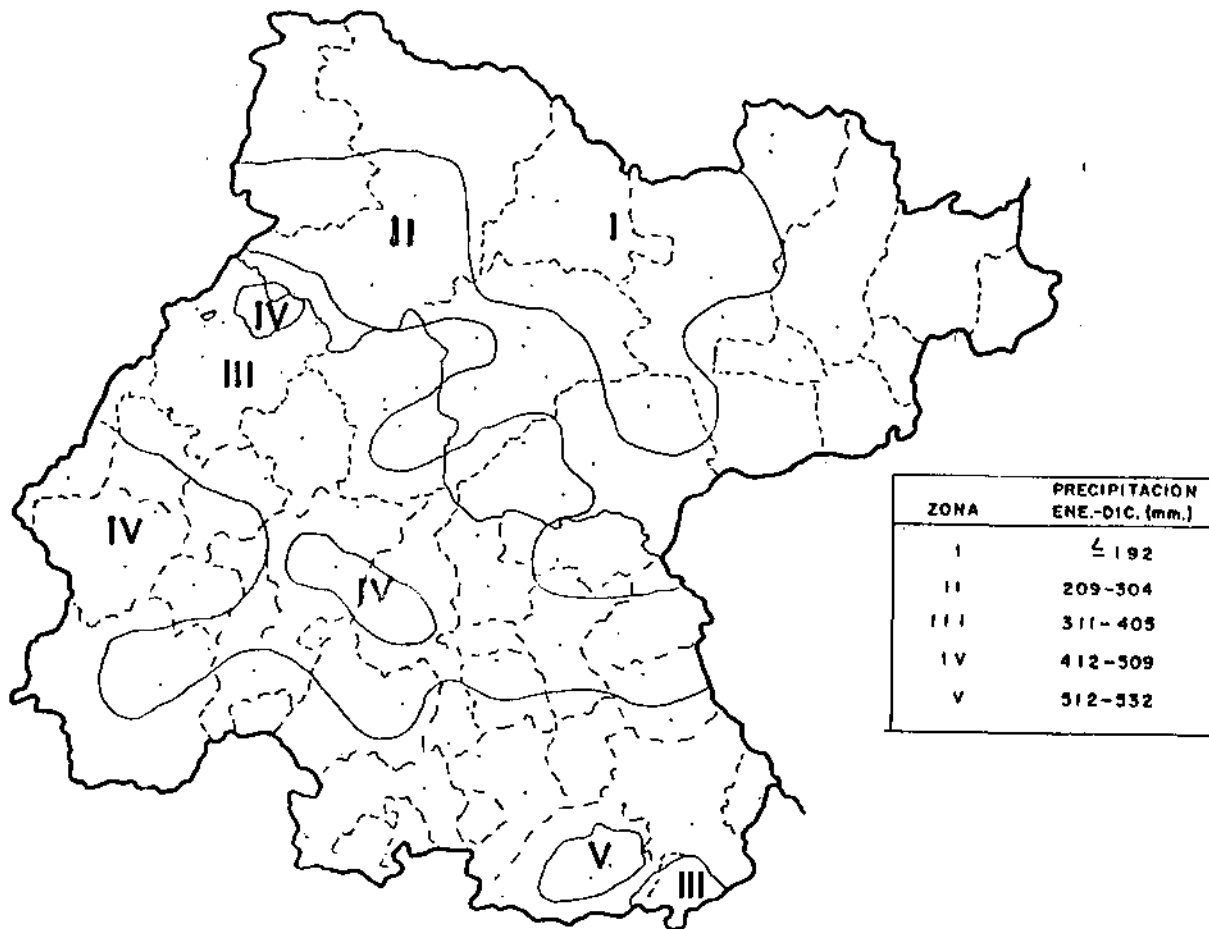 II
I
IV
III
IV
IV
V
III
ZONA PRECIPITACION ENE.-DIC. (mm.)
I ≤ 192
II 209-304
III 311-405
IV 412-509
V 512-532